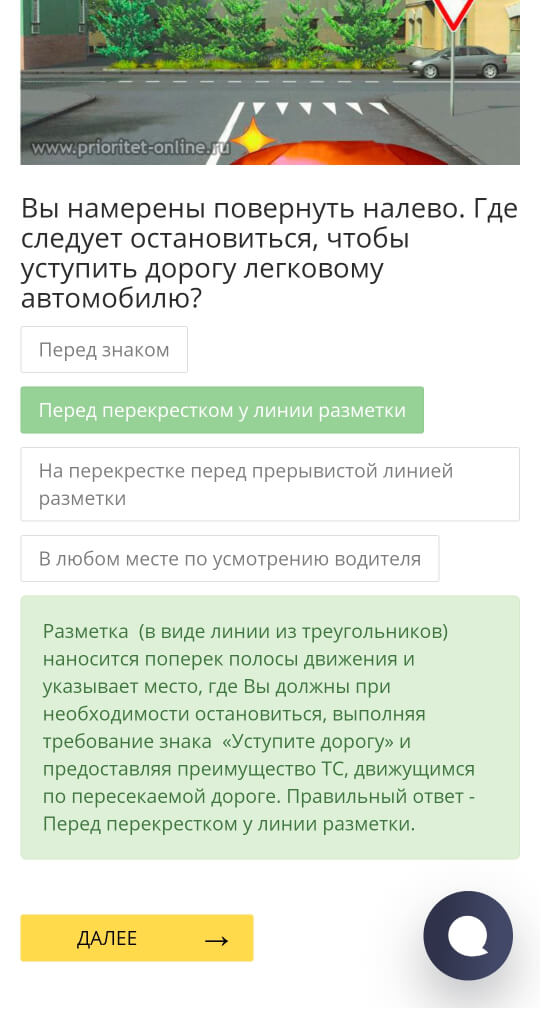 www.prioritet-online.ru
Вы намерены повернуть налево. Где
следует остановиться, чтобы
уступить дорогу легковому
автомобилю?
Перед знаком
Перед перекрестком у линии разметки
На перекрестке перед прерывистой линией
разметки
В любом месте по усмотрению водителя
Разметка (в виде линии из треугольников)
наносится поперек полосы движения и
указывает место, где Вы должны при
необходимости остановиться, выполняя
требование знака «Уступите дорогу» и
предоставляя преимущество ТС, движущимся
по пересекаемой дороге. Правильный ответ -
Перед перекрестком у линии разметки.
ДАЛЕЕ →